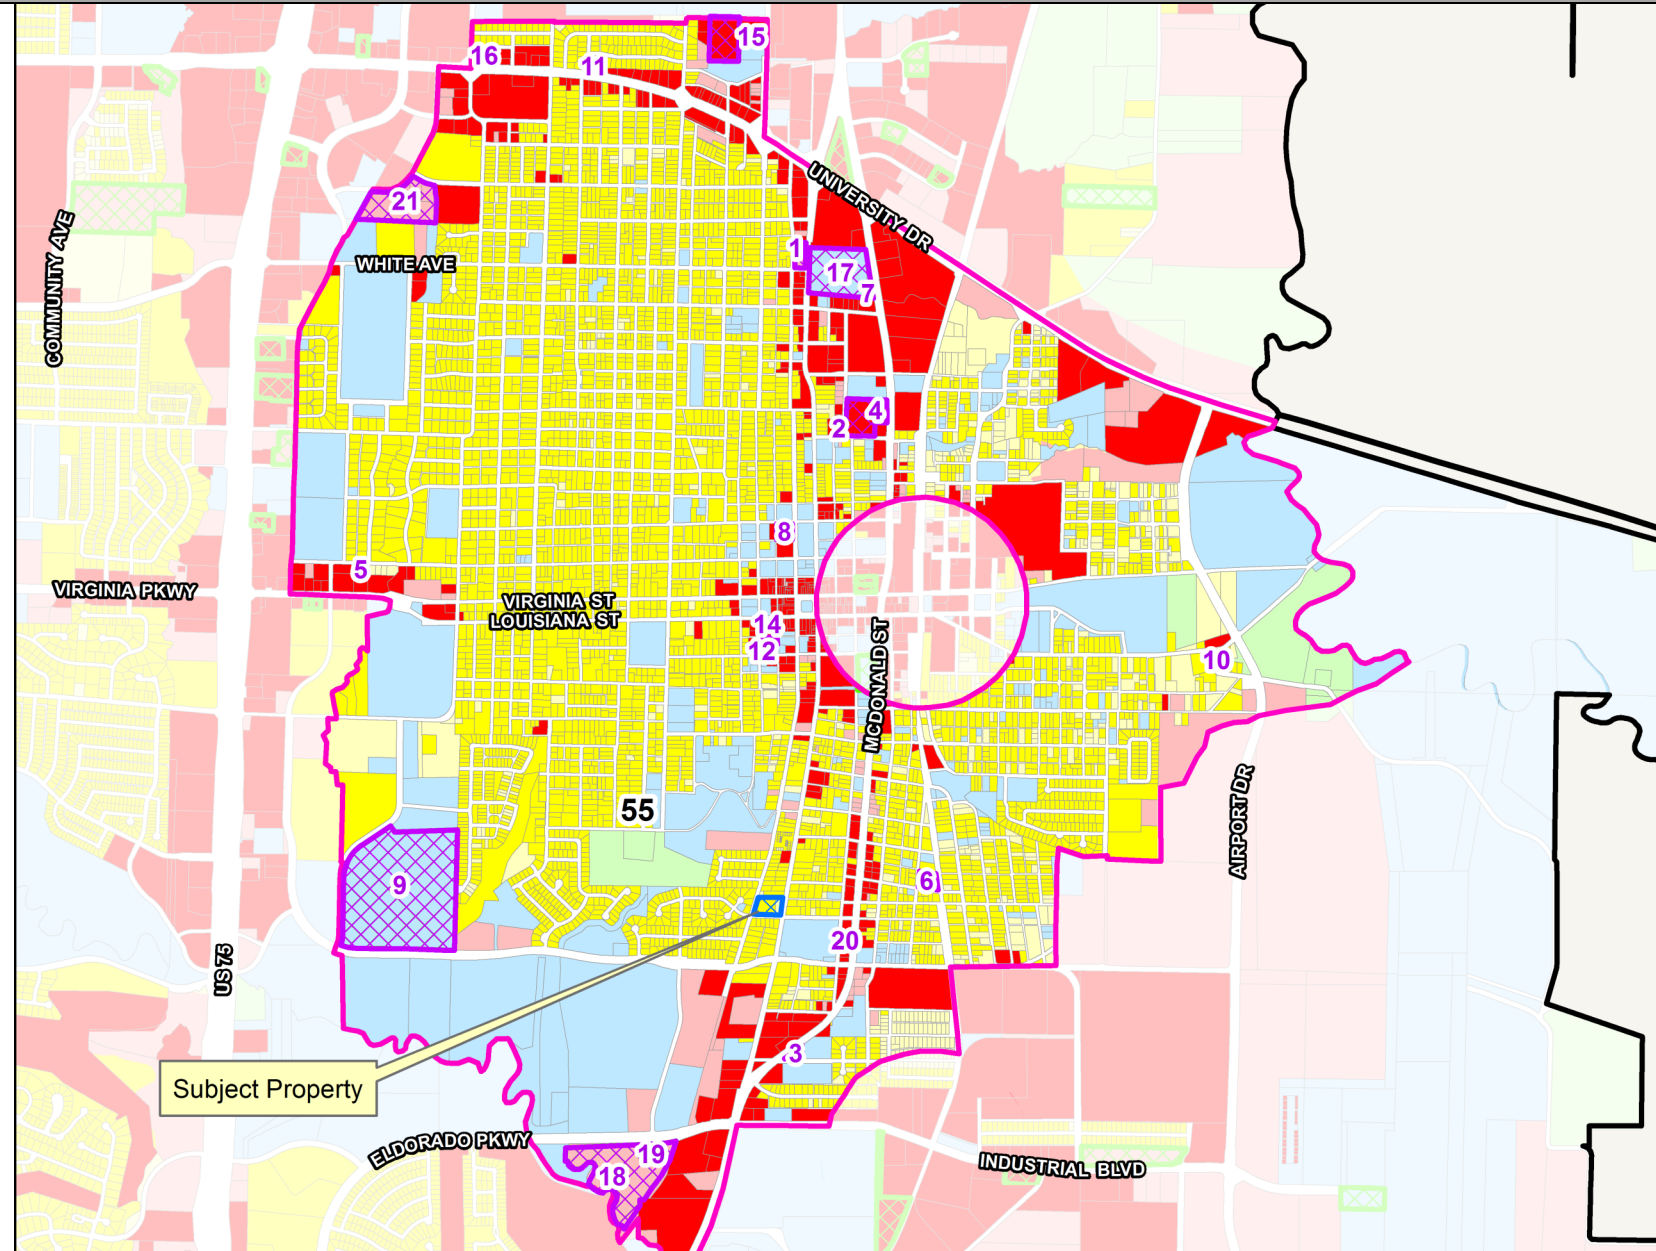 15
16
11
UNIVERSITY DR
21
COMMUNITY AVE
WHITE AVE
1
17
7
4
2
8
5
VIRGINIA PKWY
VIRGINIA ST
LOUISIANA ST
14
12
10
MCDONALD ST
55
AIRPORT DR
9
6
20
US 75
3
Subject Property
ELDORADO PKWY
19
18
INDUSTRIAL BLVD